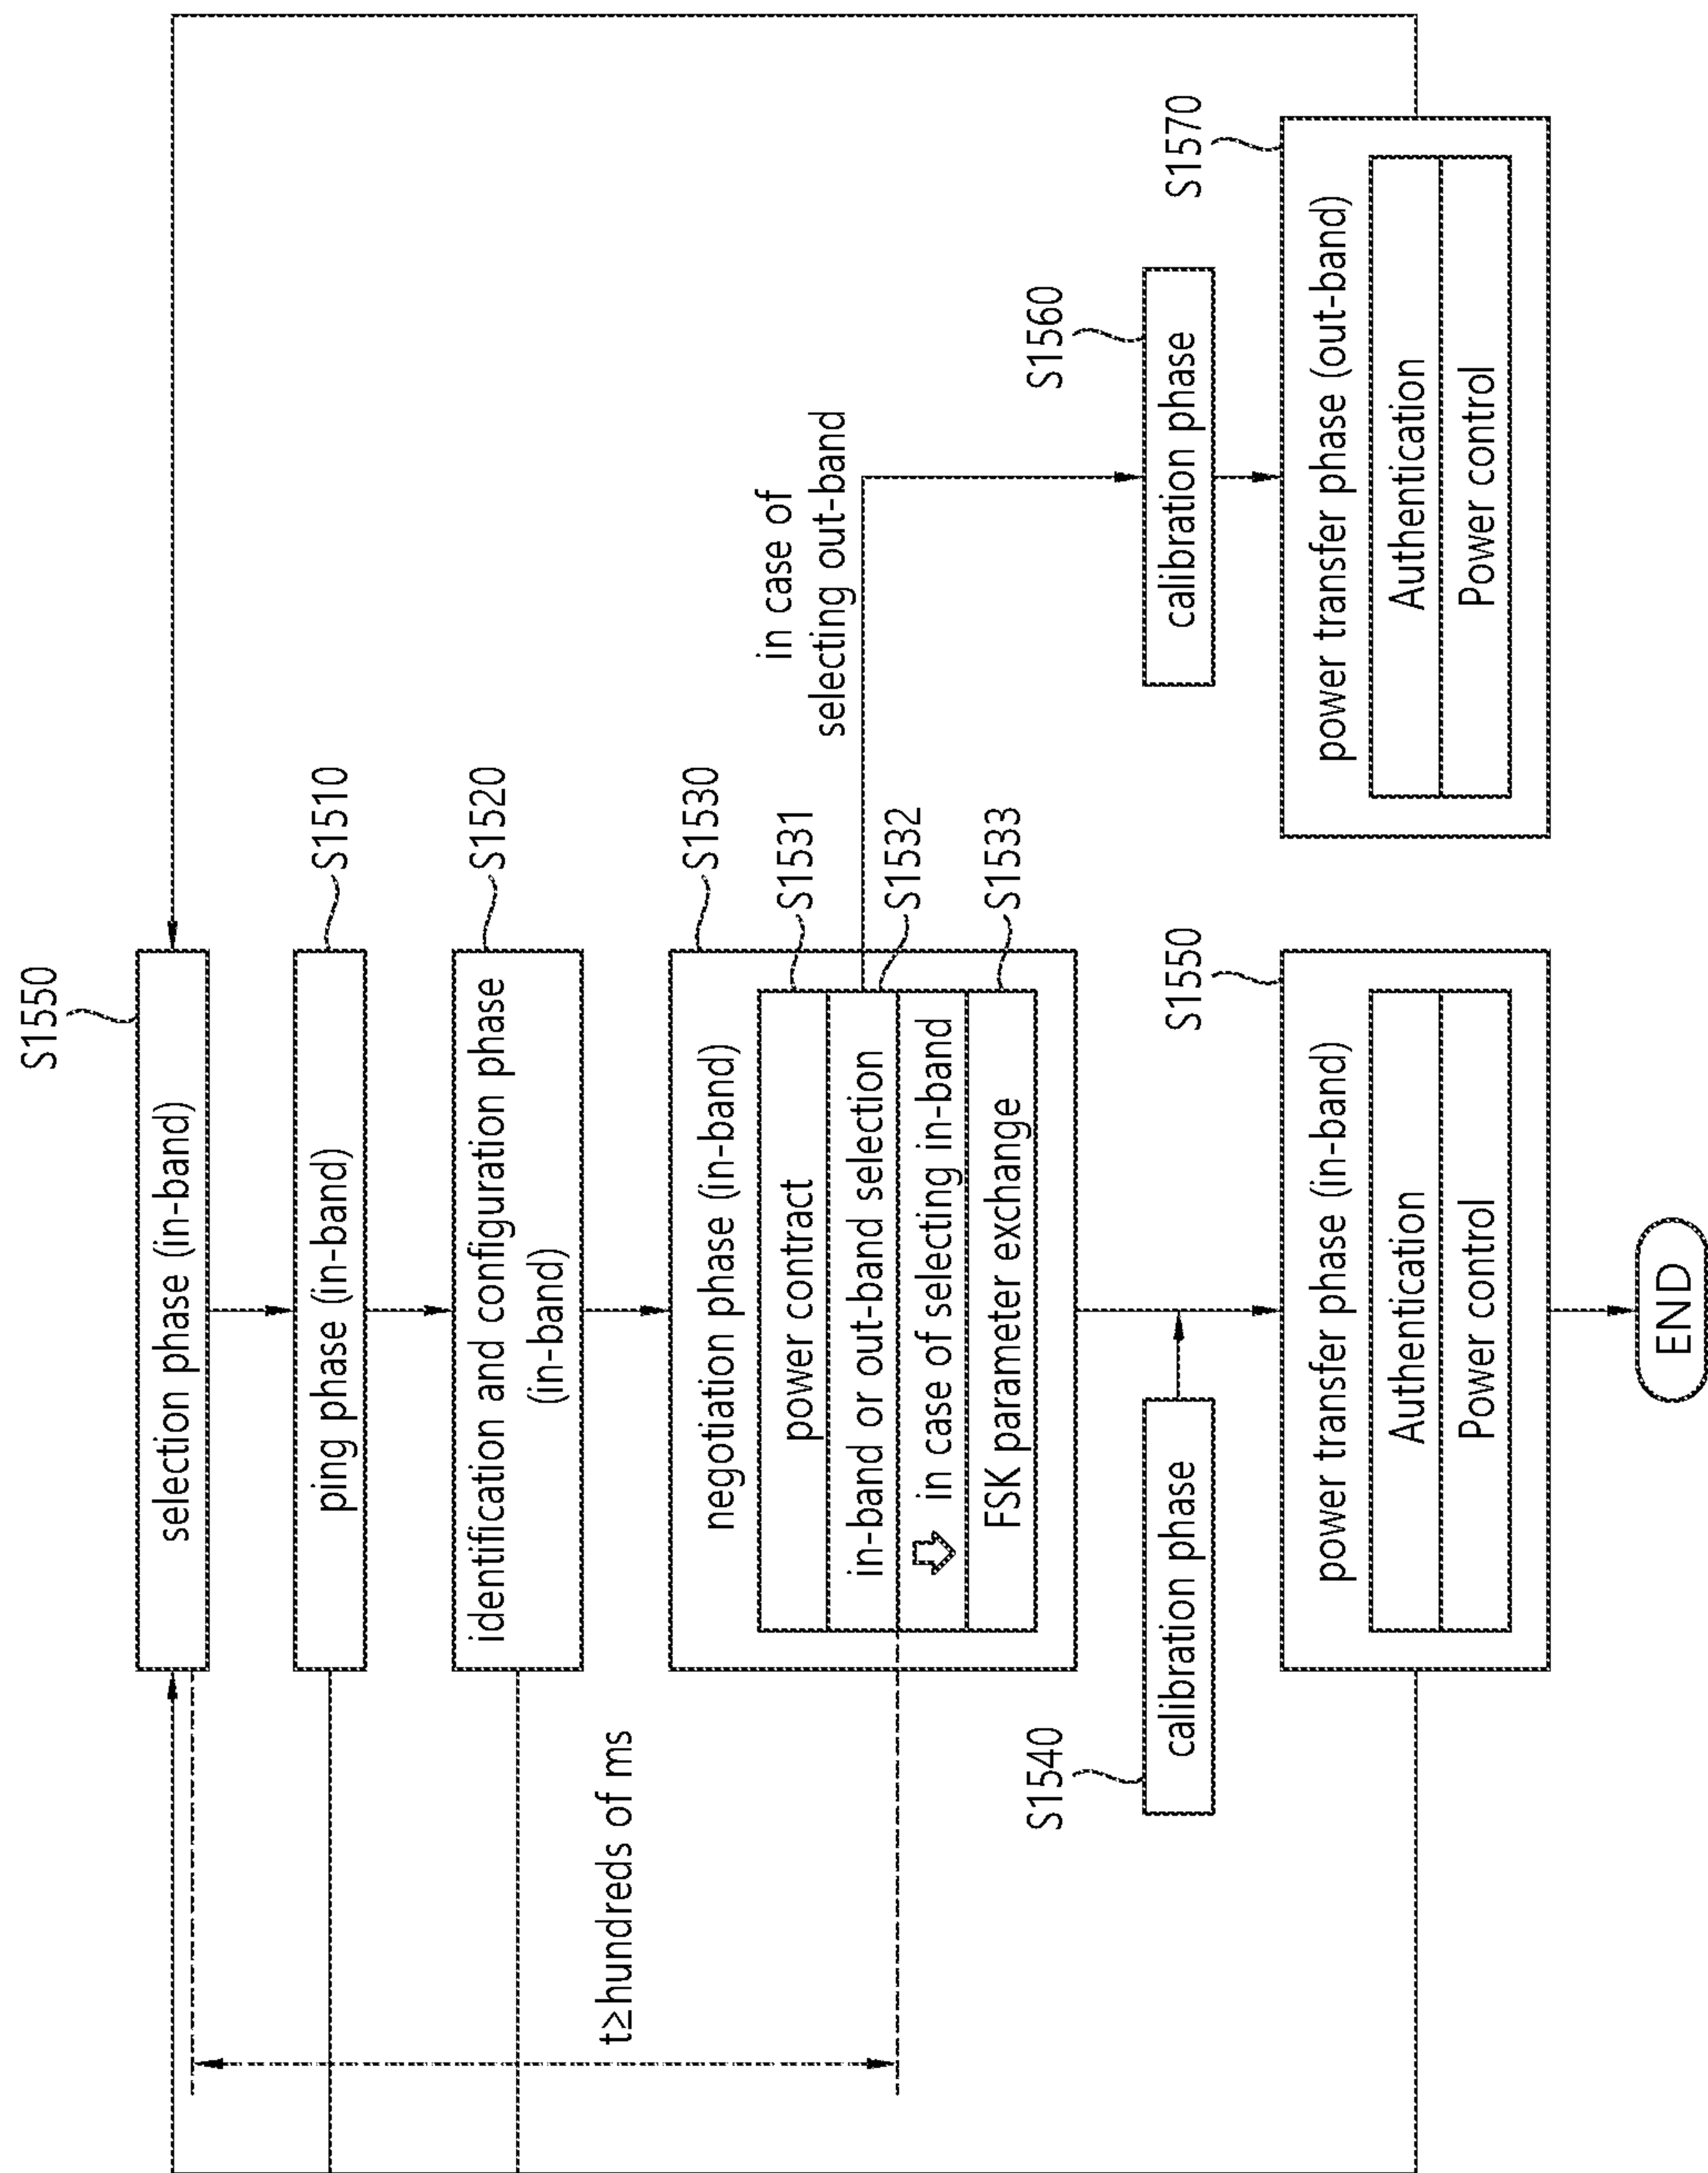 S1550
selection phase (in-band)
S1510
ping phase (in-band)
S1520
identification and configuration phase
(in-band)
t≥hundreds of ms
S1530
negotiation phase (in-band)
S1531
power contract
S1532
in-band or out-band selection
in case of selecting in-band
S1533
FSK parameter exchange
in case of
selecting out-band
S1540
calibration phase
S1560
calibration phase
S1550
power transfer phase (in-band)
Authentication
Power control
S1570
power transfer phase (out-band)
Authentication
Power control
END